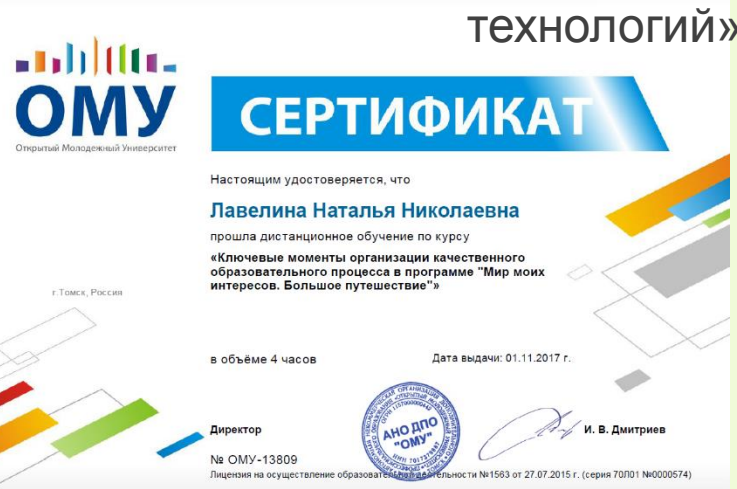 технологий»
ОМУ
Открытый Молодежный Университет
СЕРТИФИКАТ
Настоящим удостоверяется, что
Лавелина Наталья Николаевна
прошла дистанционное обучение по курсу
«Ключевые моменты организации качественного
образовательного процесса в программе "Мир моих
интересов. Большое путешествие"»
г.Томск, Россия
в объёме 4 часов
Дата выдачи: 01.11.2017 г.
АНО ДПО
"ОМУ"
Директор
И. В. Дмитриев
№ ОМУ-13809
Лицензия на осуществление образовательной деятельности №1563 от 27.07.2015 г. (серия 70Л01 №0000574)